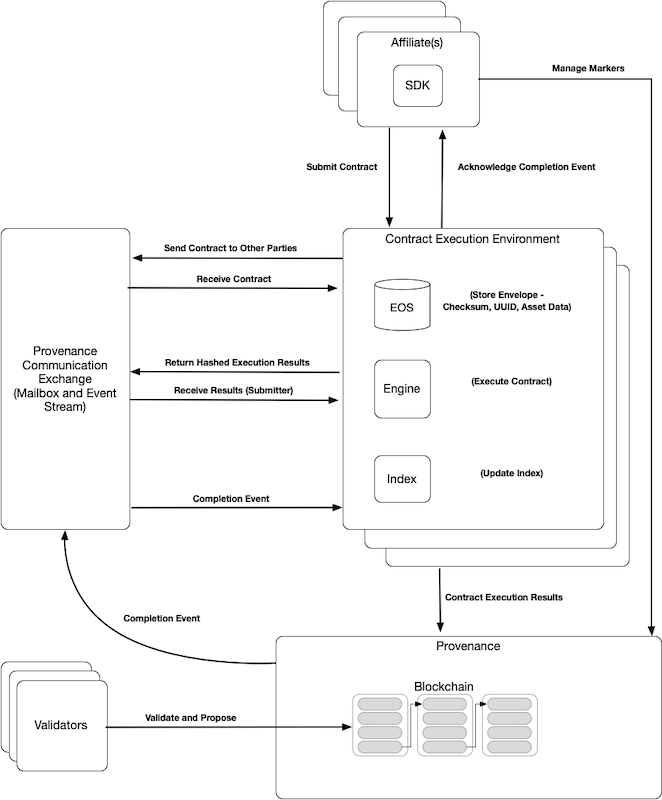 Affiliate(s)
SDK
Manage Markers
Submit Contract
Acknowledge Completion Event
Contract Execution Environment
Send Contract to Other Parties
Receive Contract
EOS
(Store Envelope -
Checksum, UUID, Asset Data)
Provenance
Communication
Exchange
(Mailbox and Event
Stream)
Return Hashed Execution Results
Receive Results (Submitter)
Engine
(Execute Contract)
Index
(Update Index)
Completion Event
Contract Execution Results
Completion Event
Provenance
Blockchain
Validators
Validate and Propose